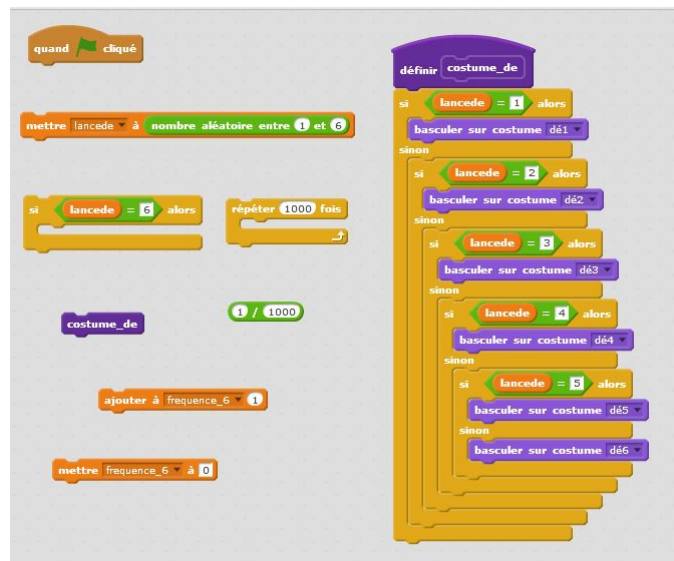 quand cliqué
mettre lancede à nombre aléatoire entre 1 et 6
si lancede = 6 alors
répéter 1000 fois
costume_de
1 / 1000
ajouter à frequence_6 1
mettre frequence_6 à 0
définir costume_de
si lancede = 1 alors
basculer sur costume dé1
sinon
si lancede = 2 alors
basculer sur costume dé2
sinon
si lancede = 3 alors
basculer sur costume dé3
sinon
si lancede = 4 alors
basculer sur costume dé4
sinon
si lancede = 5 alors
basculer sur costume dé5
sinon
basculer sur costume dé6